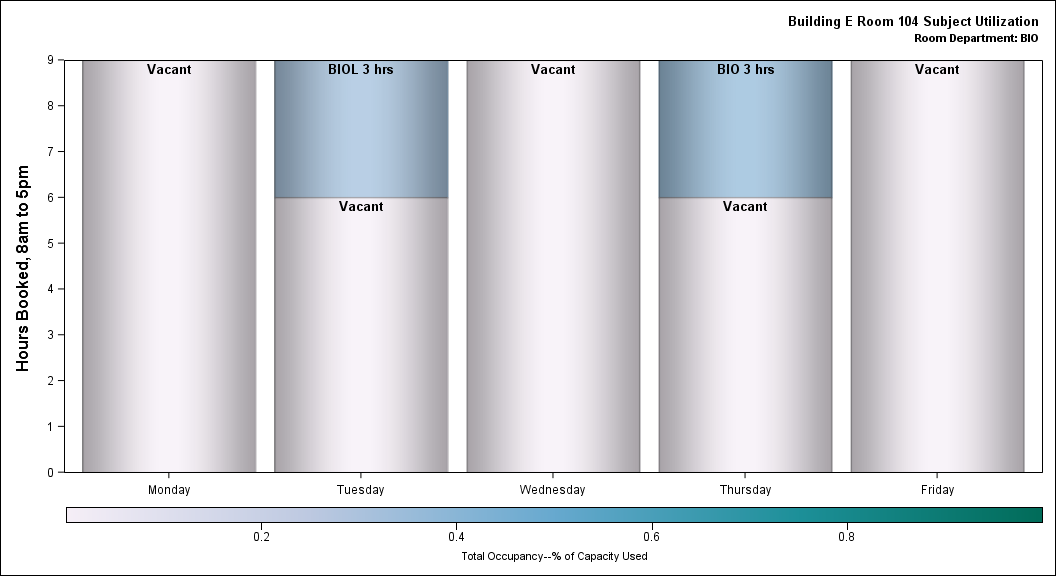 Building E Room 104 Subject Utilization
Room Department: BIO
Hours Booked, 8am to 5pm
9
8
7
6
5
4
3
2
1
0
Vacant
BIOL 3 hrs
Vacant
BIO 3 hrs
Vacant
Vacant
Vacant
Monday
Tuesday
Wednesday
Thursday
Friday
0.2
0.4
0.6
0.8
Total Occupancy--% of Capacity Used